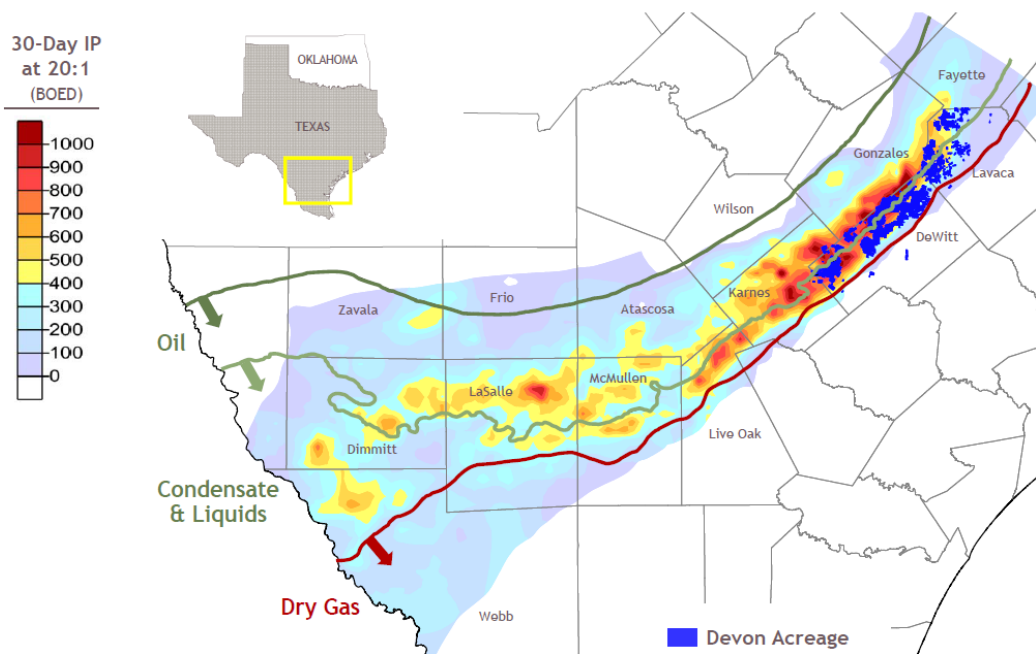 30-Day IP
at 20:1
(BOED)
1000
900
800
700
600
500
400
300
200
100
0
OKLAHOMA
TEXAS
Fayette
Gonzales
Lavaca
Wilson
DeWitt
Karnes
Zavala
Frio
Atascosa
Oil
McMullen
LaSalle
Live Oak
Dimmitt
Condensate
& Liquids
Dry Gas
Webb
Devon Acreage